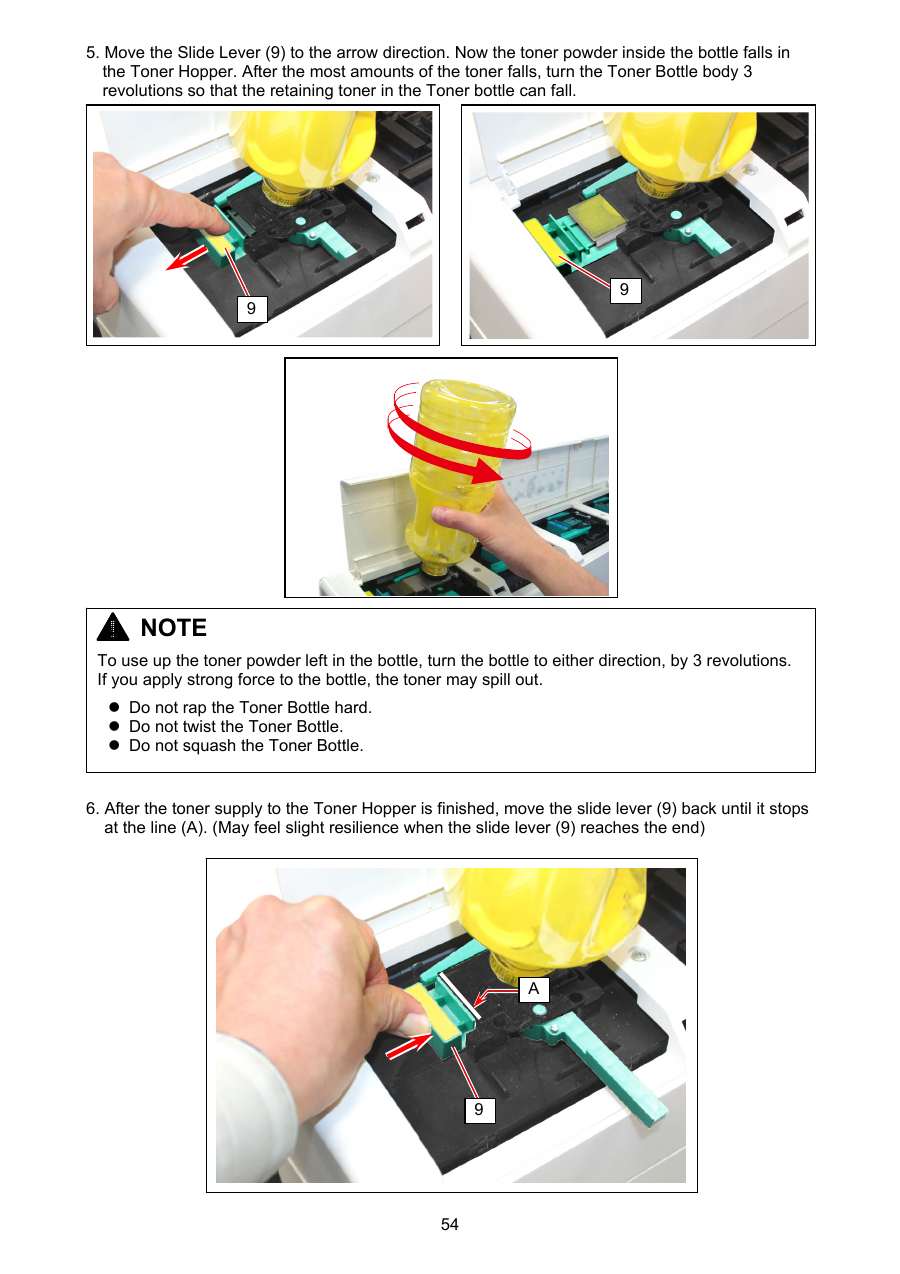 5. Move the Slide Lever (9) to the arrow direction. Now the toner powder inside the bottle falls in
the Toner Hopper. After the most amounts of the toner falls, turn the Toner Bottle body 3
revolutions so that the retaining toner in the Toner bottle can fall.
9
9
NOTE
To use up the toner powder left in the bottle, turn the bottle to either direction, by 3 revolutions.
If you apply strong force to the bottle, the toner may spill out.
● Do not rap the Toner Bottle hard.
● Do not twist the Toner Bottle.
● Do not squash the Toner Bottle.
6. After the toner supply to the Toner Hopper is finished, move the slide lever (9) back until it stops
at the line (A). (May feel slight resilience when the slide lever (9) reaches the end)
A
9
54